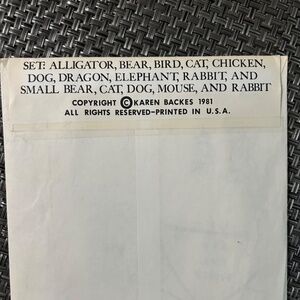 SET: ALLIGATOR, BEAR, BIRD, CAT, CHICKEN,
DOG, DRAGON, ELEPHANT, RABBIT, AND
SMALL BEAR, CAT, DOG, MOUSE, AND RABBIT
COPYRIGHT © KAREN BACKES 1981
ALL RIGHTS RESERVED—PRINTED IN U.S.A.